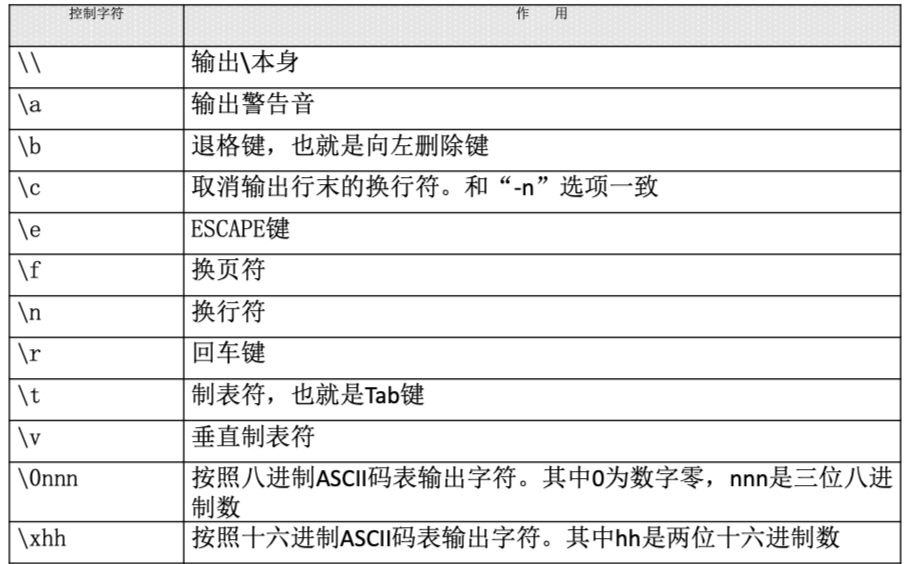 控制字符 作 用
\\ 输出\本身
\a 输出警告音
\b 退格键，也就是向左删除键
\c 取消输出行末的换行符。和“-n”选项一致
\e ESCAPE键
\f 换页符
\n 换行符
\r 回车键
\t 制表符，也就是Tab键
\v 垂直制表符
\0nnn 按照八进制ASCII码表输出字符。其中0为数字零，nnn是三位八进
制数
\xhh 按照十六进制ASCII码表输出字符。其中hh是两位十六进制数